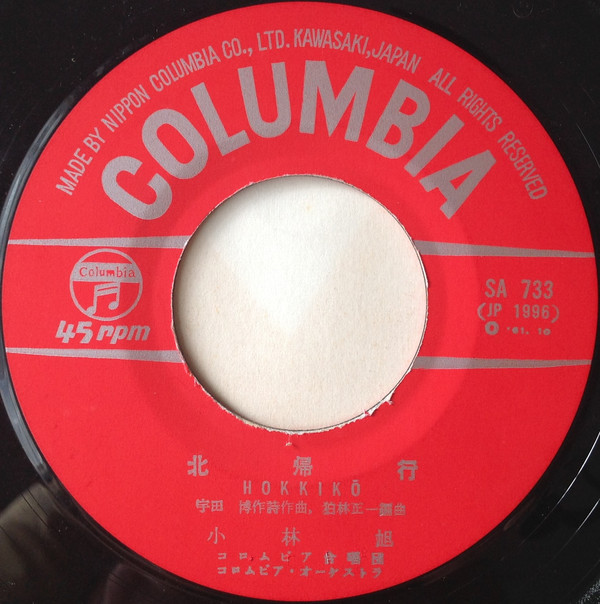 MADE BY NIPPON COLUMBIA CO., LTD. KAWASAKI, JAPAN ALL RIGHTS RESERVED
COLUMBIA
Columbia
45 rpm
SA 733
(JP 1996)
'61. 10
北帰行
HOKKIKŌ
宇田 博作詩作曲, 狛林正一編曲
小林 旭
コロムビア合唱団
コロムビア・オーケストラ